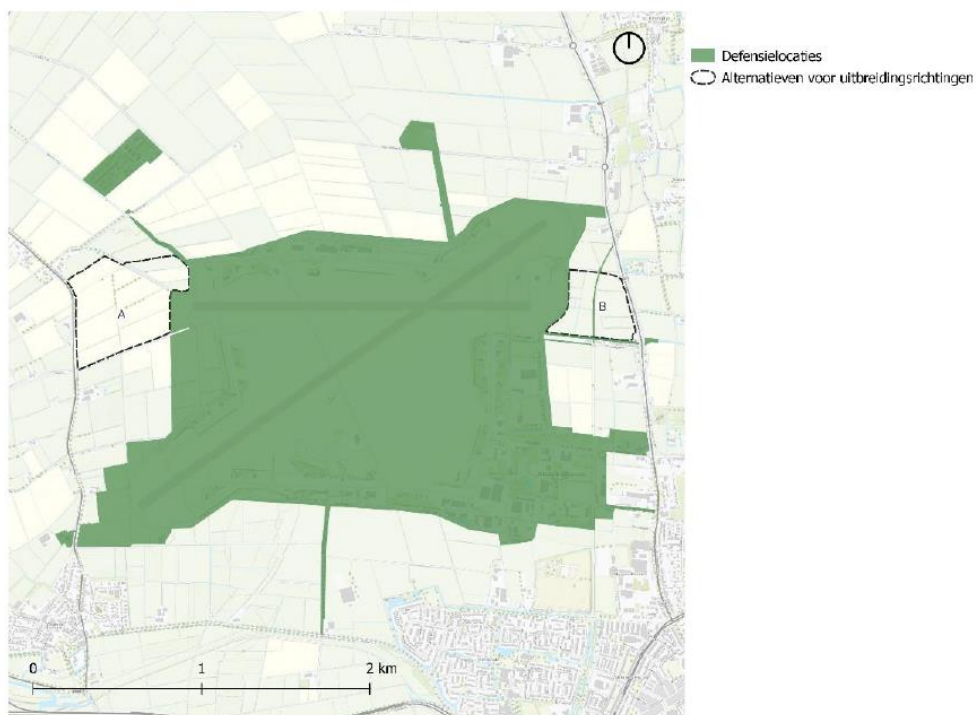 Defensielocaties
Alternatieven voor uitbreidingsrichtingen
A
B
0 1 2 km